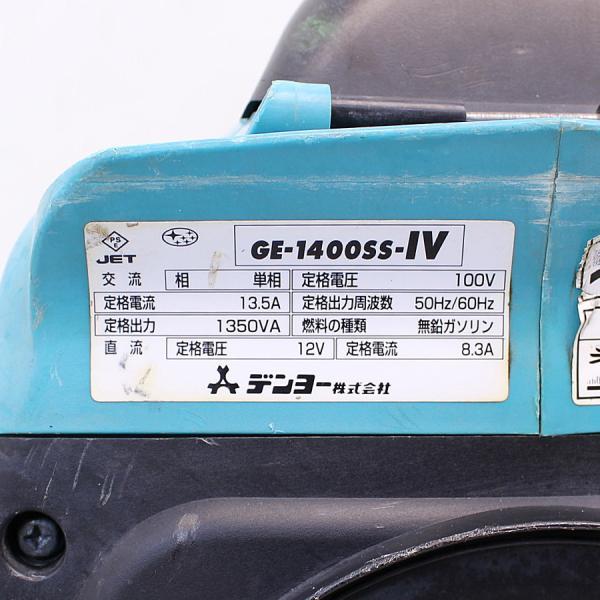 PS E
JET
GE-1400SS-IV
交流 相 単相 定格電圧 100V
定格電流 13.5A 定格出力周波数 50Hz/60Hz
定格出力 1350VA 燃料の種類 無鉛ガソリン
直流 定格電圧 12V 定格電流 8.3A
デンヨー株式会社